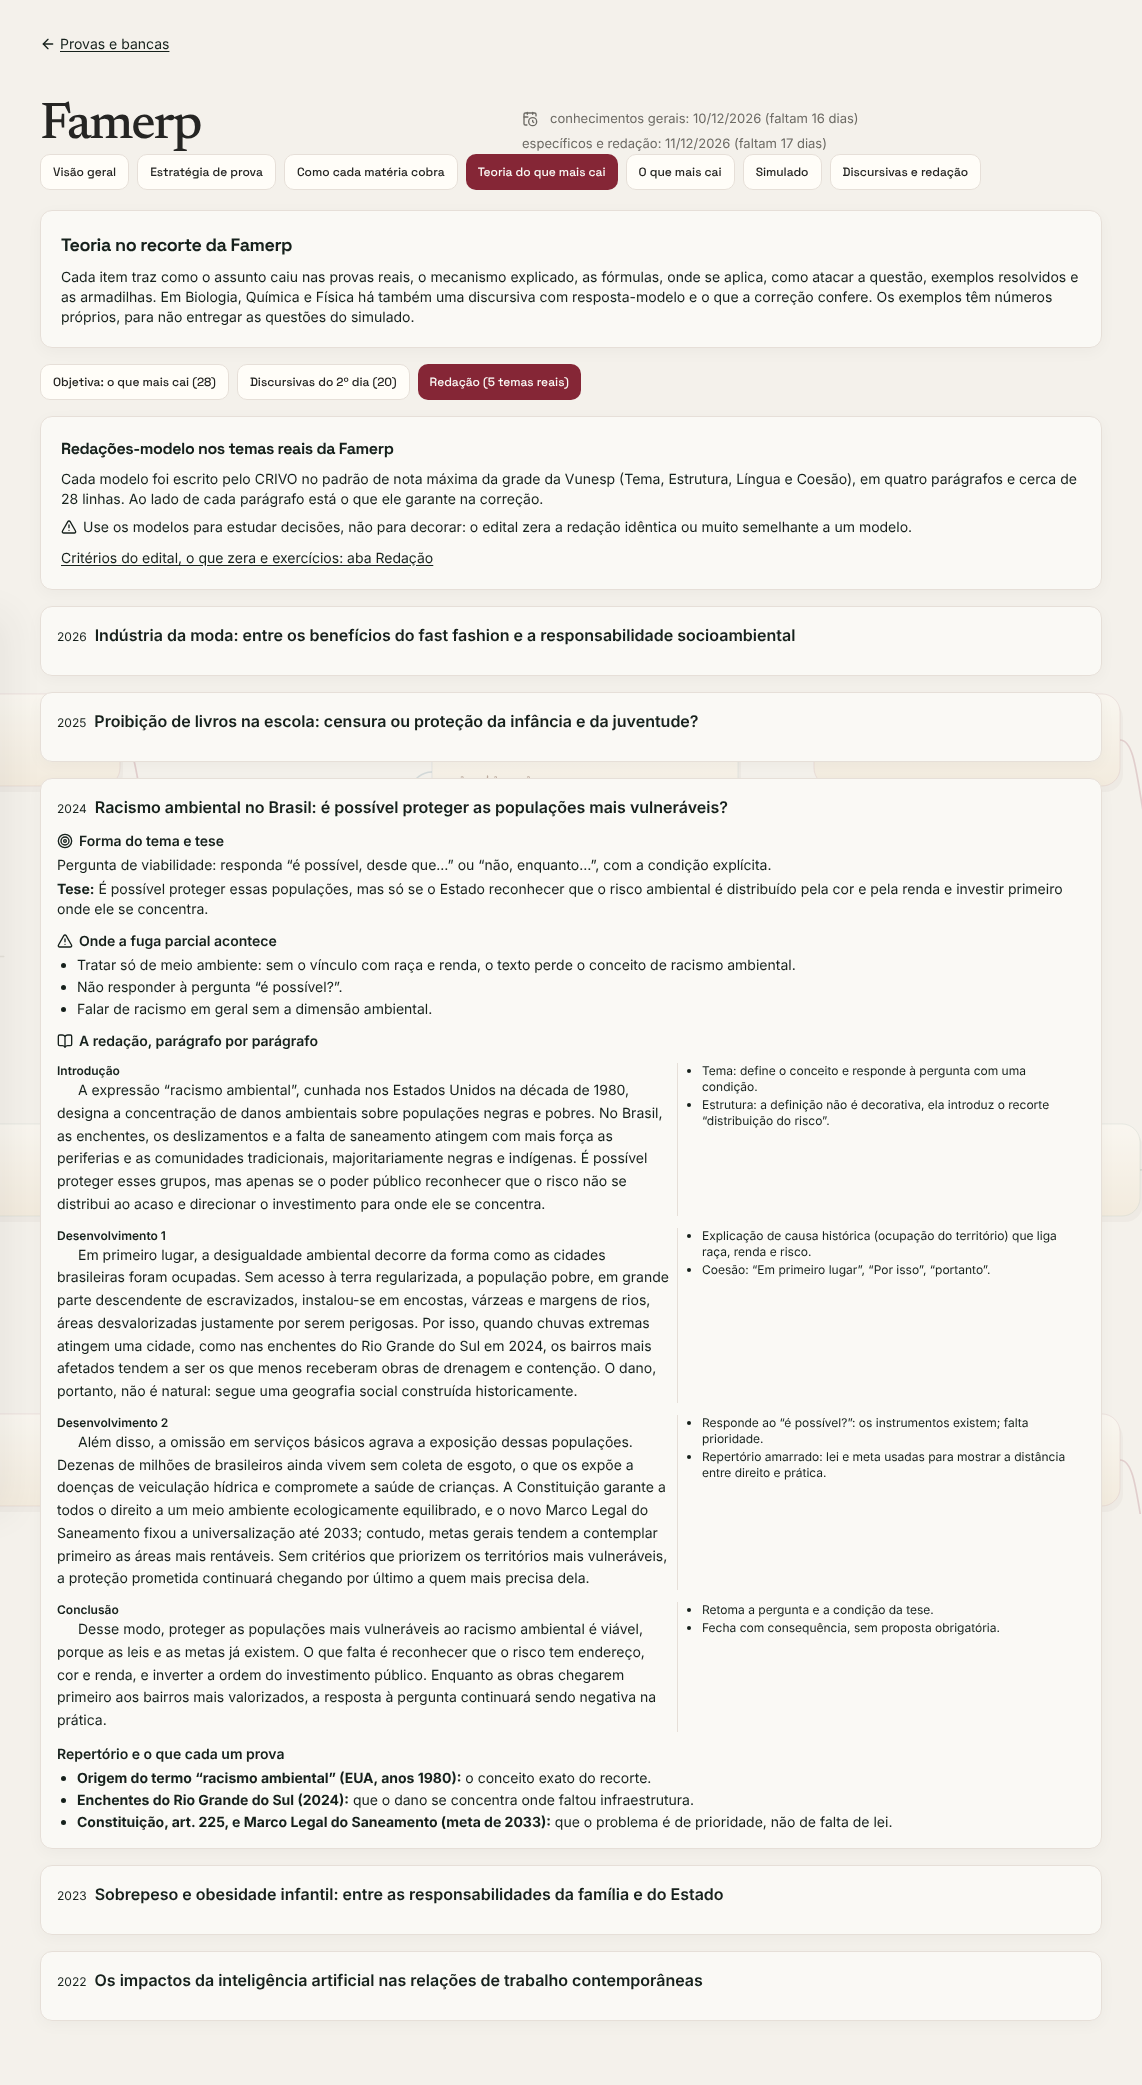 Provas e bancas
Famerp
conhecimentos gerais: 10/12/2026 (faltam 16 dias)
específicos e redação: 11/12/2026 (faltam 17 dias)
Visão geral
Estratégia de prova
Como cada matéria cobra
Teoria do que mais cai
O que mais cai
Simulado
Discursivas e redação
Teoria no recorte da Famerp
Cada item traz como o assunto caiu nas provas reais, o mecanismo explicado, as fórmulas, onde se aplica, como atacar a questão, exemplos resolvidos e
as armadilhas. Em Biologia, Química e Física há também uma discursiva com resposta-modelo e o que a correção confere. Os exemplos têm números
próprios, para não entregar as questões do simulado.
Objetiva: o que mais cai (28)
Discursivas do 2º dia (20)
Redação (5 temas reais)
Redações-modelo nos temas reais da Famerp
Cada modelo foi escrito pelo CRIVO no padrão de nota máxima da grade da Vunesp (Tema, Estrutura, Língua e Coesão), em quatro parágrafos e cerca de
28 linhas. Ao lado de cada parágrafo está o que ele garante na correção.
Use os modelos para estudar decisões, não para decorar: o edital zera a redação idêntica ou muito semelhante a um modelo.
Critérios do edital, o que zera e exercícios: aba Redação
2026 Indústria da moda: entre os benefícios do fast fashion e a responsabilidade socioambiental
2025 Proibição de livros na escola: censura ou proteção da infância e da juventude?
2024 Racismo ambiental no Brasil: é possível proteger as populações mais vulneráveis?
Forma do tema e tese
Pergunta de viabilidade: responda “é possível, desde que…” ou “não, enquanto…”, com a condição explícita.
Tese: É possível proteger essas populações, mas só se o Estado reconhecer que o risco ambiental é distribuído pela cor e pela renda e investir primeiro
onde ele se concentra.
Onde a fuga parcial acontece
• Tratar só de meio ambiente: sem o vínculo com raça e renda, o texto perde o conceito de racismo ambiental.
• Não responder à pergunta “é possível?”.
• Falar de racismo em geral sem a dimensão ambiental.
A redação, parágrafo por parágrafo
Introdução
A expressão “racismo ambiental”, cunhada nos Estados Unidos na década de 1980,
designa a concentração de danos ambientais sobre populações negras e pobres. No Brasil,
as enchentes, os deslizamentos e a falta de saneamento atingem com mais força as
periferias e as comunidades tradicionais, majoritariamente negras e indígenas. É possível
proteger esses grupos, mas apenas se o poder público reconhecer que o risco não se
distribui ao acaso e direcionar o investimento para onde ele se concentra.
• Tema: define o conceito e responde à pergunta com uma
condição.
• Estrutura: a definição não é decorativa, ela introduz o recorte
“distribuição do risco”.
Desenvolvimento 1
Em primeiro lugar, a desigualdade ambiental decorre da forma como as cidades
brasileiras foram ocupadas. Sem acesso à terra regularizada, a população pobre, em grande
parte descendente de escravizados, instalou-se em encostas, várzeas e margens de rios,
áreas desvalorizadas justamente por serem perigosas. Por isso, quando chuvas extremas
atingem uma cidade, como nas enchentes do Rio Grande do Sul em 2024, os bairros mais
afetados tendem a ser os que menos receberam obras de drenagem e contenção. O dano,
portanto, não é natural: segue uma geografia social construída historicamente.
• Explicação de causa histórica (ocupação do território) que liga
raça, renda e risco.
• Coesão: “Em primeiro lugar”, “Por isso”, “portanto”.
Desenvolvimento 2
Além disso, a omissão em serviços básicos agrava a exposição dessas populações.
Dezenas de milhões de brasileiros ainda vivem sem coleta de esgoto, o que os expõe a
doenças de veiculação hídrica e compromete a saúde de crianças. A Constituição garante a
todos o direito a um meio ambiente ecologicamente equilibrado, e o novo Marco Legal do
Saneamento fixou a universalização até 2033; contudo, metas gerais tendem a contemplar
primeiro as áreas mais rentáveis. Sem critérios que priorizem os territórios mais vulneráveis,
a proteção prometida continuará chegando por último a quem mais precisa dela.
• Responde ao “é possível?”: os instrumentos existem; falta
prioridade.
• Repertório amarrado: lei e meta usadas para mostrar a distância
entre direito e prática.
Conclusão
Desse modo, proteger as populações mais vulneráveis ao racismo ambiental é viável,
porque as leis e as metas já existem. O que falta é reconhecer que o risco tem endereço,
cor e renda, e inverter a ordem do investimento público. Enquanto as obras chegarem
primeiro aos bairros mais valorizados, a resposta à pergunta continuará sendo negativa na
prática.
• Retoma a pergunta e a condição da tese.
• Fecha com consequência, sem proposta obrigatória.
Repertório e o que cada um prova
• Origem do termo “racismo ambiental” (EUA, anos 1980): o conceito exato do recorte.
• Enchentes do Rio Grande do Sul (2024): que o dano se concentra onde faltou infraestrutura.
• Constituição, art. 225, e Marco Legal do Saneamento (meta de 2033): que o problema é de prioridade, não de falta de lei.
2023 Sobrepeso e obesidade infantil: entre as responsabilidades da família e do Estado
2022 Os impactos da inteligência artificial nas relações de trabalho contemporâneas